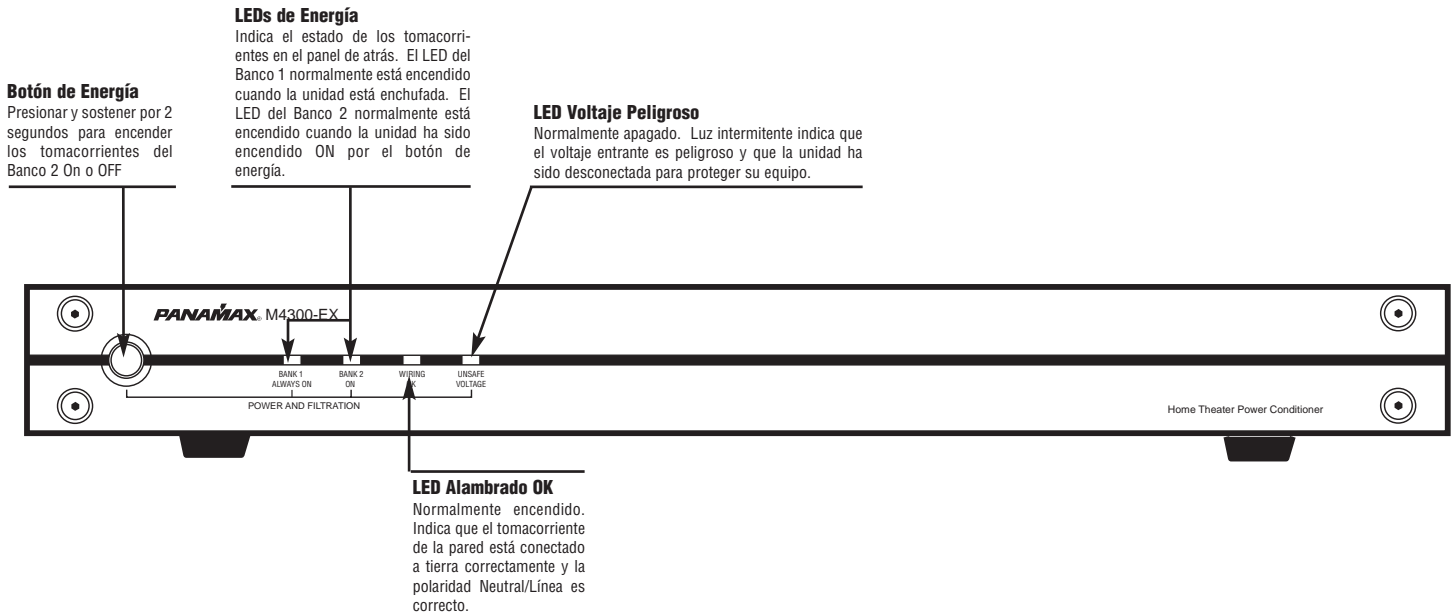 LEDs de Energía
Indica el estado de los tomacorri-
entes en el panel de atrás. El LED del
Banco 1 normalmente está encendido
cuando la unidad está enchufada. El
LED del Banco 2 normalmente está
encendido cuando la unidad ha sido
encendido ON por el botón de
energía.
Botón de Energía
Presionar y sostener por 2
segundos para encender
los tomacorrientes del
Banco 2 On o OFF
LED Voltaje Peligroso
Normalmente apagado. Luz intermitente indica que
el voltaje entrante es peligroso y que la unidad ha
sido desconectada para proteger su equipo.
PANAMAX® M4300-EX
BANK 1
ALWAYS ON
BANK 2
ON
WIRING
OK
UNSAFE
VOLTAGE
POWER AND FILTRATION
Home Theater Power Conditioner
LED Alambrado OK
Normalmente encendido.
Indica que el tomacorriente
de la pared está conectado
a tierra correctamente y la
polaridad Neutral/Línea es
correcto.